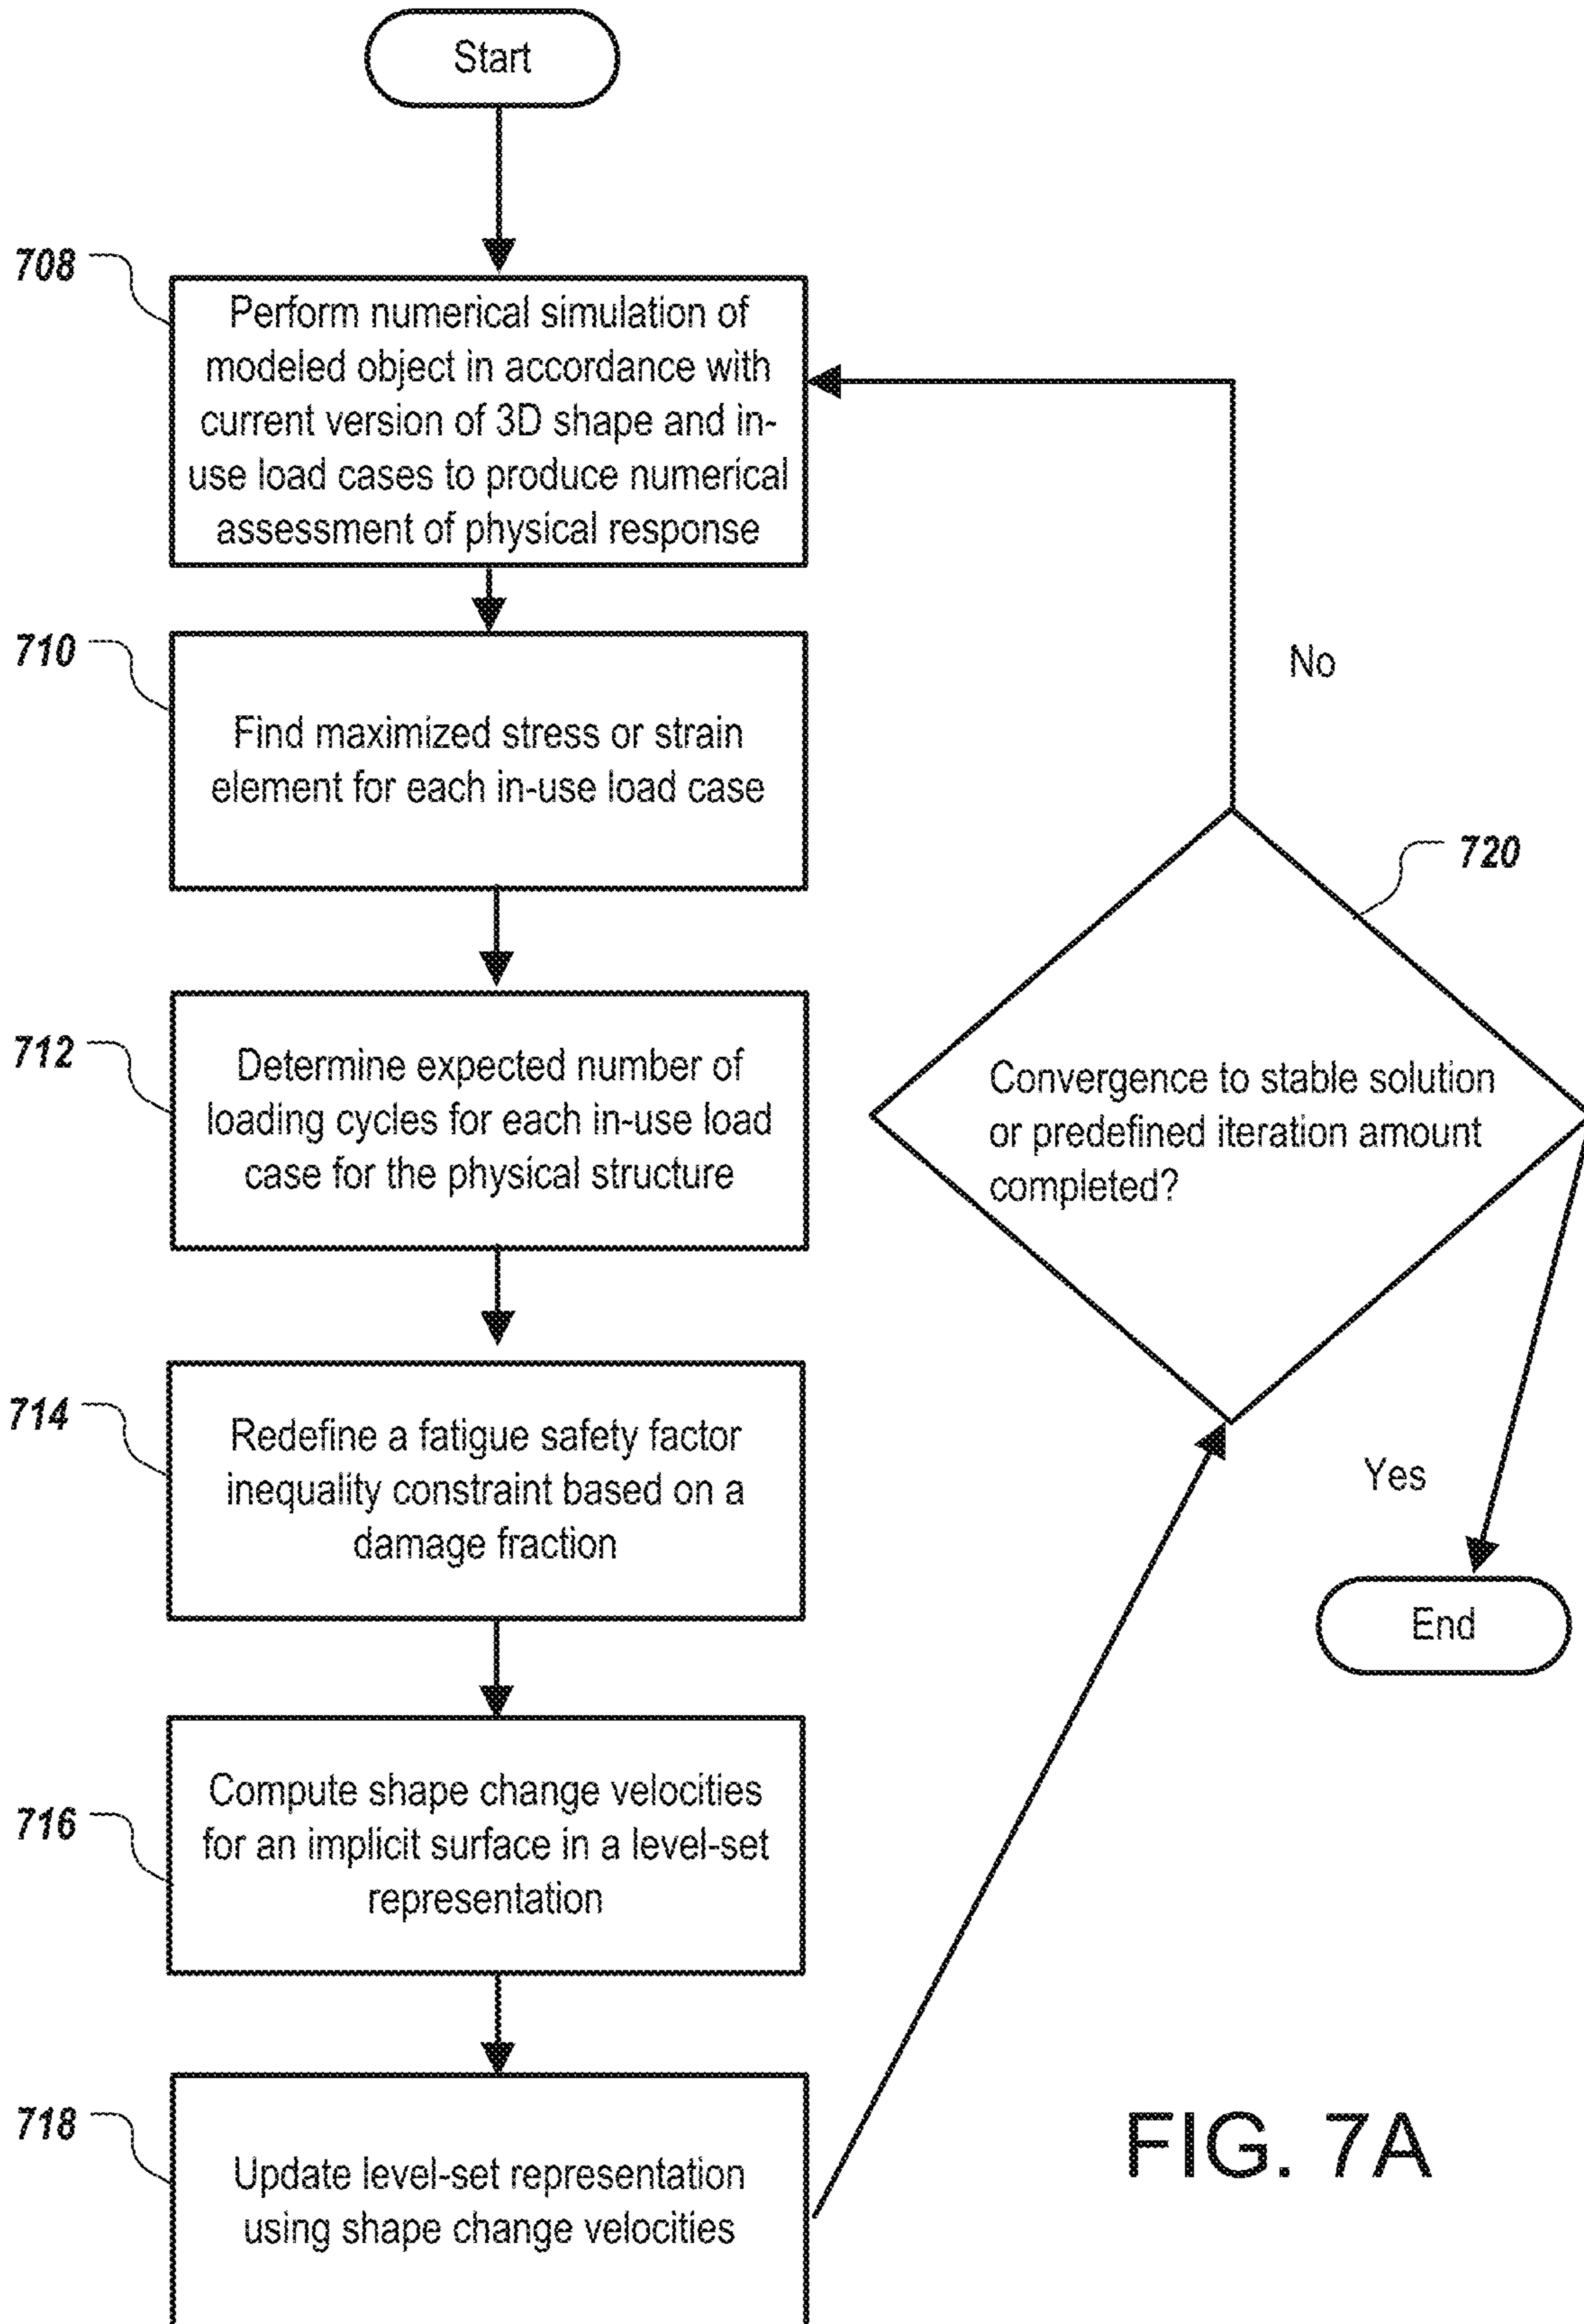 Start
708
Perform numerical simulation of
modeled object in accordance with
current version of 3D shape and in-
use load cases to produce numerical
assessment of physical response
710
Find maximized stress or strain
element for each in-use load case
712
Determine expected number of
loading cycles for each in-use load
case for the physical structure
714
Redefine a fatigue safety factor
inequality constraint based on a
damage fraction
716
Compute shape change velocities
for an implicit surface in a level-set
representation
718
Update level-set representation
using shape change velocities
720
Convergence to stable solution
or predefined iteration amount
completed?
No
Yes
End
FIG. 7A